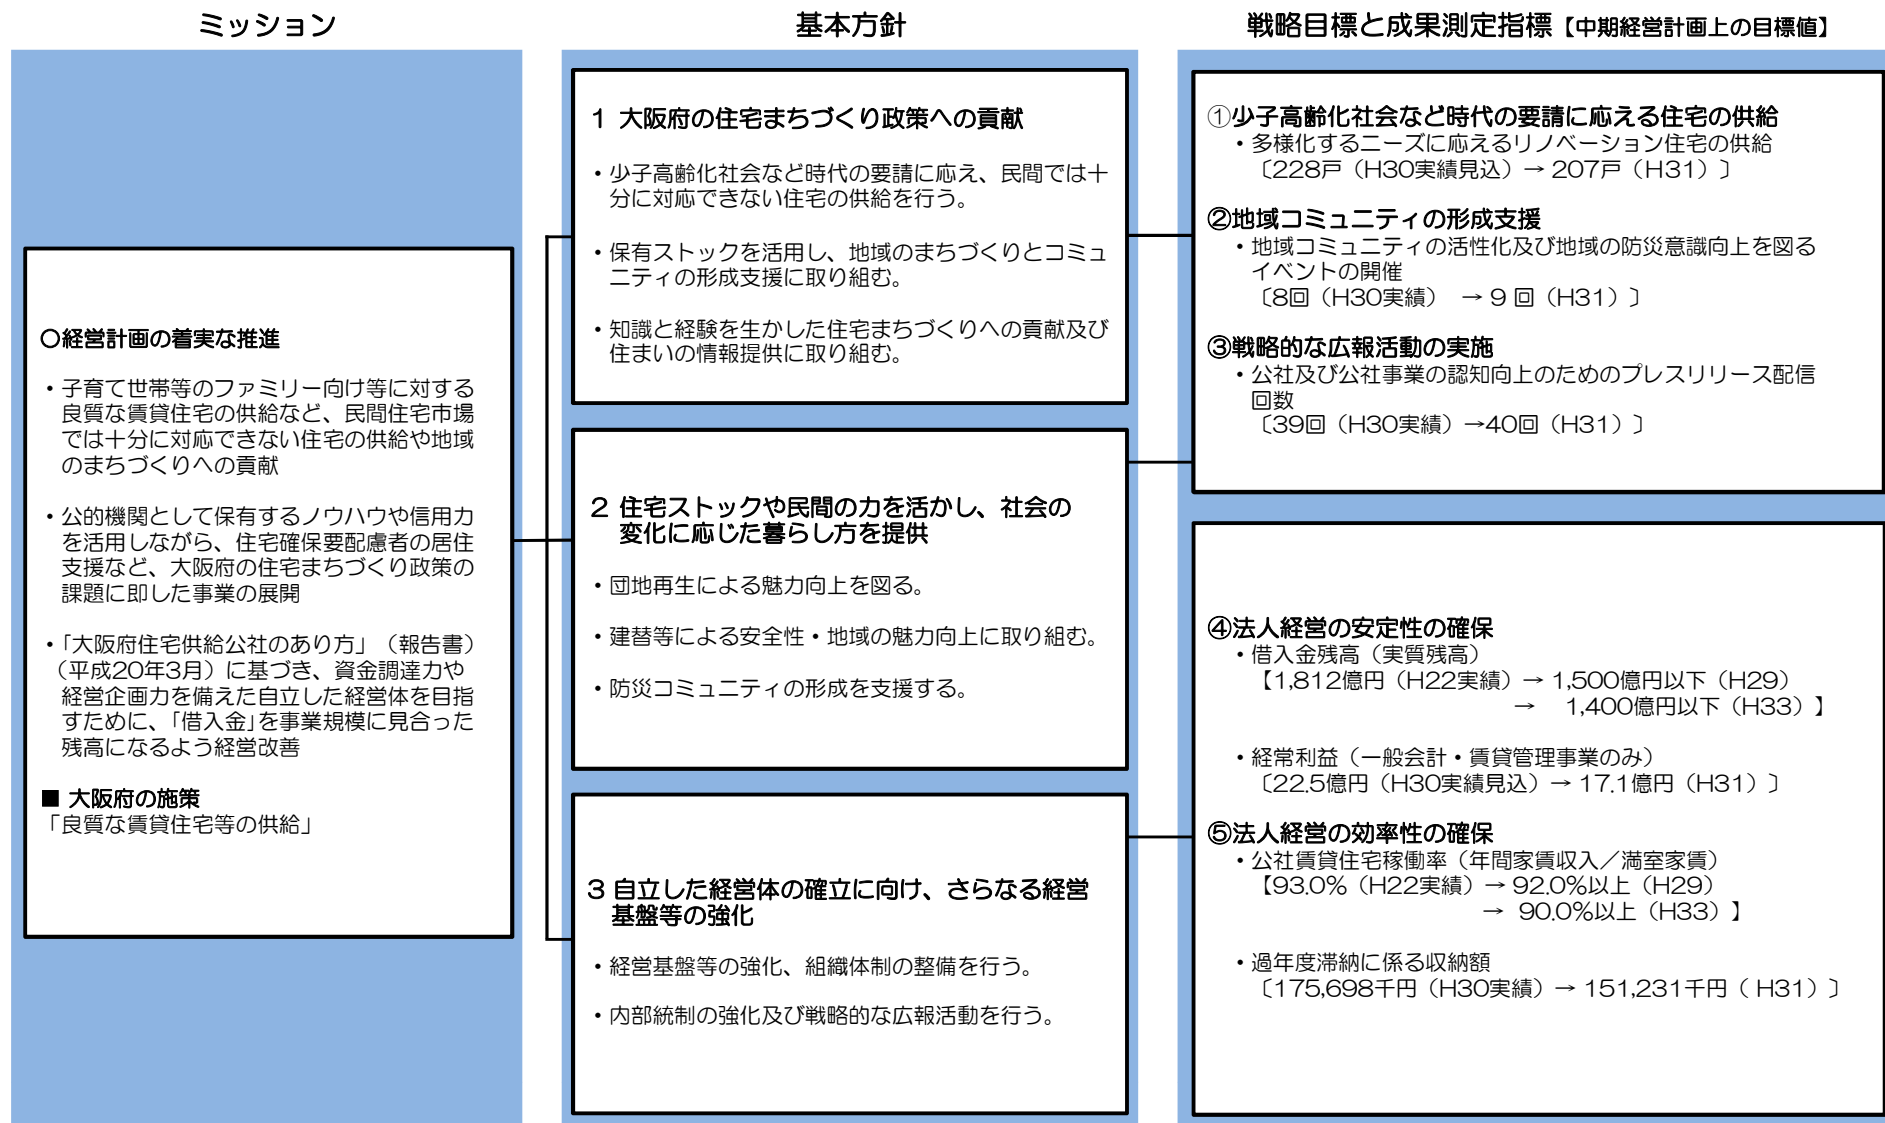 ミッション
〇経営計画の着実な推進
・子育て世帯等のファミリー向け等に対する
良質な賃貸住宅の供給など、民間住宅市場
では十分に対応できない住宅の供給や地域
のまちづくりへの貢献
・公的機関として保有するノウハウや信用力
を活用しながら、住宅確保要配慮者の居住
支援など、大阪府の住宅まちづくり政策の
課題に即した事業の展開
・「大阪府住宅供給公社のあり方」（報告書）
（平成20年3月）に基づき、資金調達力や
経営企画力を備えた自立した経営体を目指
すために、「借入金」を事業規模に見合った
残高になるよう経営改善
■ 大阪府の施策
「良質な賃貸住宅等の供給」
基本方針
１ 大阪府の住宅まちづくり政策への貢献
・少子高齢化社会など時代の要請に応え、民間では十
分に対応できない住宅の供給を行う。
・保有ストックを活用し、地域のまちづくりとコミュ
ニティの形成支援に取り組む。
・知識と経験を生かした住宅まちづくりへの貢献及び
住まいの情報提供に取り組む。
２ 住宅ストックや民間の力を活かし、社会の
変化に応じた暮らし方を提供
・団地再生による魅力向上を図る。
・建替等による安全性・地域の魅力向上に取り組む。
・防災コミュニティの形成を支援する。
３ 自立した経営体の確立に向け、さらなる経営
基盤等の強化
・経営基盤等の強化、組織体制の整備を行う。
・内部統制の強化及び戦略的な広報活動を行う。
戦略目標と成果測定指標【中期経営計画上の目標値】
①少子高齢化社会など時代の要請に応える住宅の供給
・多様化するニーズに応えるリノベーション住宅の供給
〔228戸（H30実績見込）→ 207戸（H31）〕
②地域コミュニティの形成支援
・地域コミュニティの活性化及び地域の防災意識向上を図る
イベントの開催
〔8回（H30実績） → 9 回（H31）〕
③戦略的な広報活動の実施
・公社及び公社事業の認知向上のためのプレスリリース配信
回数
〔39回（H30実績）→40回（H31）〕
④法人経営の安定性の確保
・借入金残高（実質残高）
【1,812億円（H22実績）→ 1,500億円以下（H29）
→ 1,400億円以下（H33）】
・経常利益（一般会計・賃貸管理事業のみ）
〔22.5億円（H30実績見込）→ 17.1億円（H31）〕
⑤法人経営の効率性の確保
・公社賃貸住宅稼働率（年間家賃収入／満室家賃）
【93.0%（H22実績）→ 92.0%以上（H29）
→ 90.0%以上（H33）】
・過年度滞納に係る収納額
〔175,698千円（H30実績）→ 151,231千円（ H31）〕